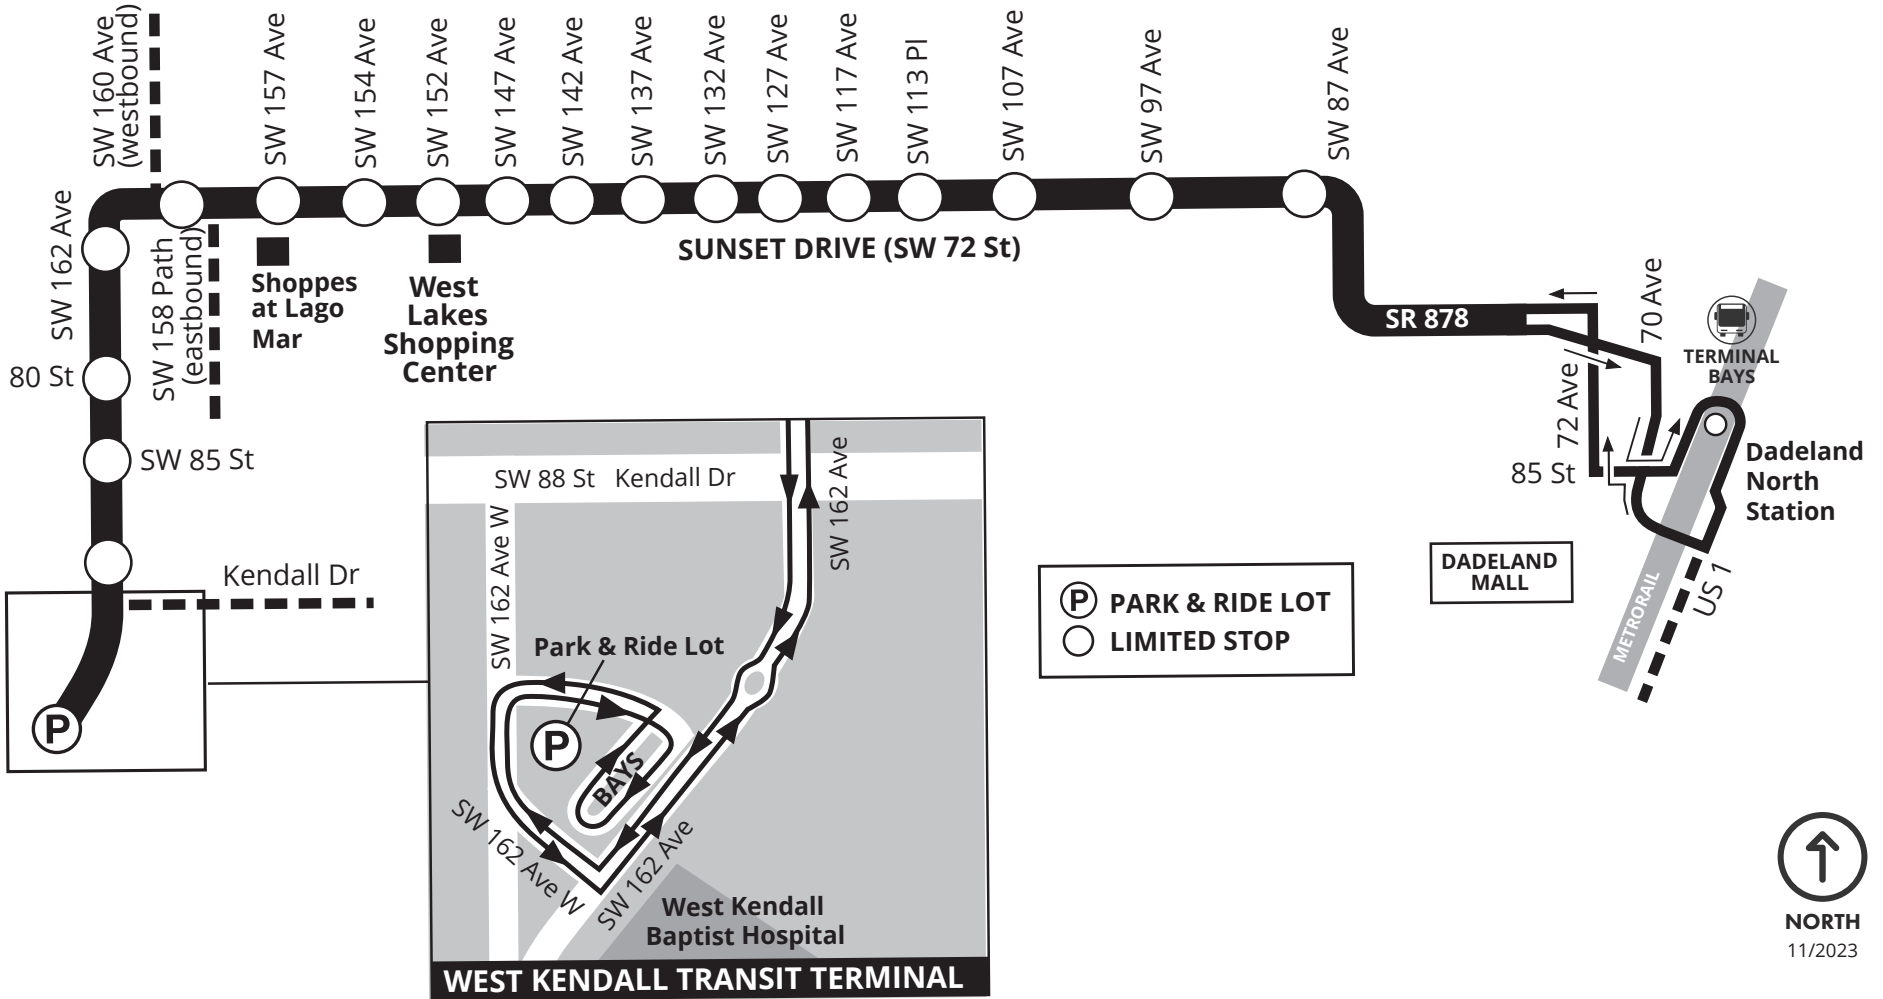 SW 160 Ave
(westbound)
SW 157 Ave
SW 154 Ave
SW 152 Ave
SW 147 Ave
SW 142 Ave
SW 137 Ave
SW 132 Ave
SW 127 Ave
SW 117 Ave
SW 113 Pl
SW 107 Ave
SW 97 Ave
SW 87 Ave
SW 162 Ave
SW 158 Path
(eastbound)
Shoppes
at Lago
Mar
West
Lakes
Shopping
Center
SUNSET DRIVE (SW 72 St)
SR 878
70 Ave
72 Ave
TERMINAL
BAYS
80 St
SW 85 St
85 St
Dadeland
North
Station
DADELAND
MALL
METRORAIL
US 1
Kendall Dr
P
SW 88 St Kendall Dr
SW 162 Ave
SW 162 Ave W
Park & Ride Lot
P
BAYS
SW 162 Ave W
SW 162 Ave
West Kendall
Baptist Hospital
WEST KENDALL TRANSIT TERMINAL
P PARK & RIDE LOT
LIMITED STOP
NORTH
11/2023